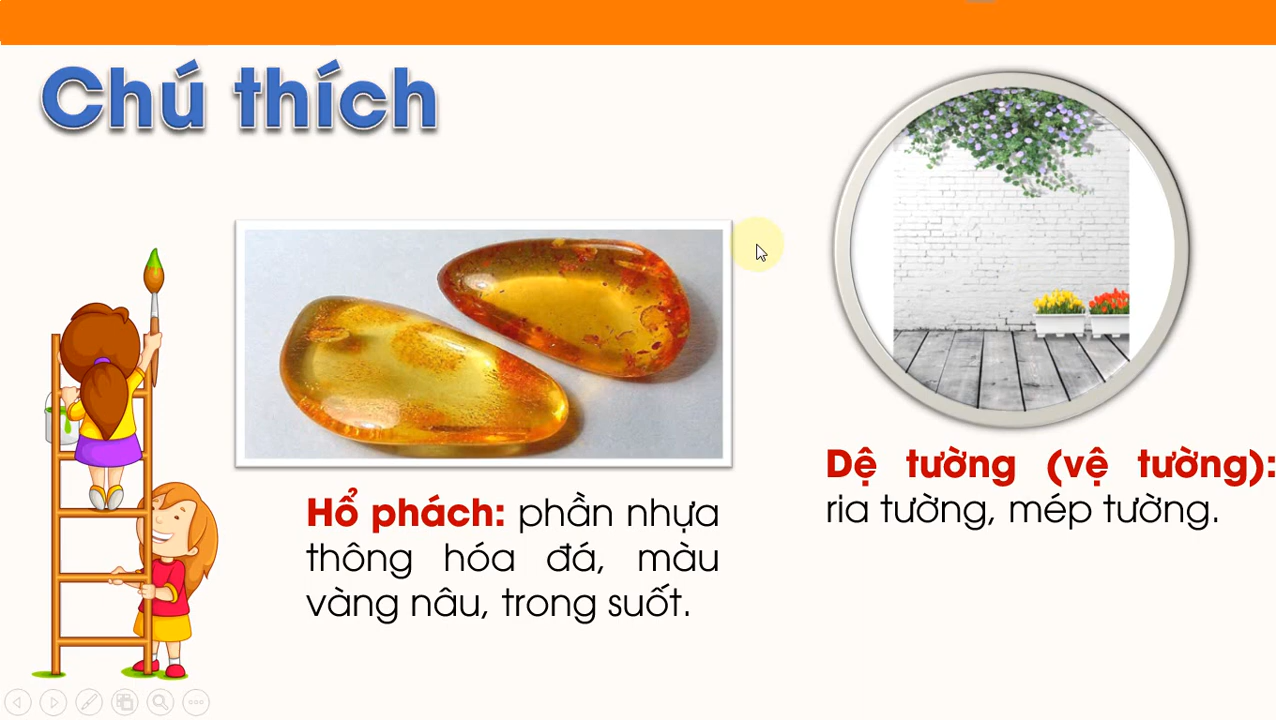 Chú thích
Hổ phách: phần nhựa
thông hóa đá, màu
vàng nâu, trong suốt.
Dệ tường (vệ tường):
ria tường, mép tường.